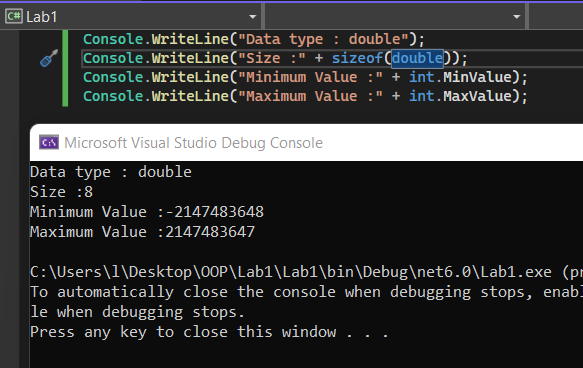 C# Lab1
Console.WriteLine("Data type : double");
Console.WriteLine("Size :" + sizeof(double));
Console.WriteLine("Minimum Value :" + int.MinValue);
Console.WriteLine("Maximum Value :" + int.MaxValue);
C:\ Microsoft Visual Studio Debug Console
Data type : double
Size :8
Minimum Value :-2147483648
Maximum Value :2147483647
C:\Users\l\Desktop\OOP\Lab1\Lab1\bin\Debug\net6.0\Lab1.exe (pr
To automatically close the console when debugging stops, enabl
le when debugging stops.
Press any key to close this window . . .